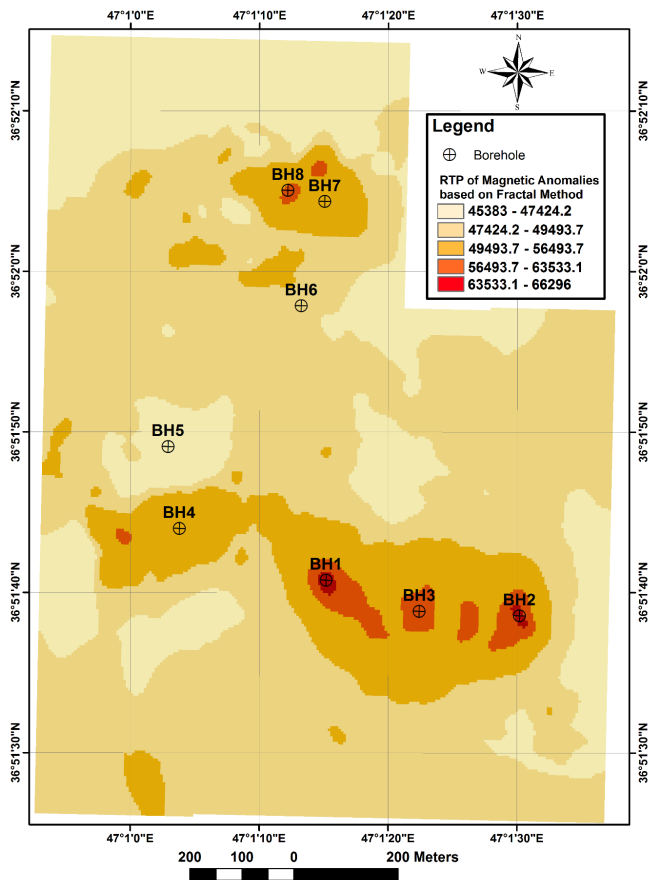 47°1'0"E 47°1'10"E 47°1'20"E 47°1'30"E
N
W E
S
36°52'10"N 36°52'10"N
Legend
Borehole
RTP of Magnetic Anomalies
based on Fractal Method
45383 - 47424.2
47424.2 - 49493.7
49493.7 - 56493.7
56493.7 - 63533.1
63533.1 - 66296
BH8
BH7
36°52'0"N 36°52'0"N
BH6
36°51'50"N 36°51'50"N
BH5
BH4
BH1
36°51'40"N 36°51'40"N
BH3 BH2
36°51'30"N 36°51'30"N
47°1'0"E 47°1'10"E 47°1'20"E 47°1'30"E
200 100 0 200 Meters